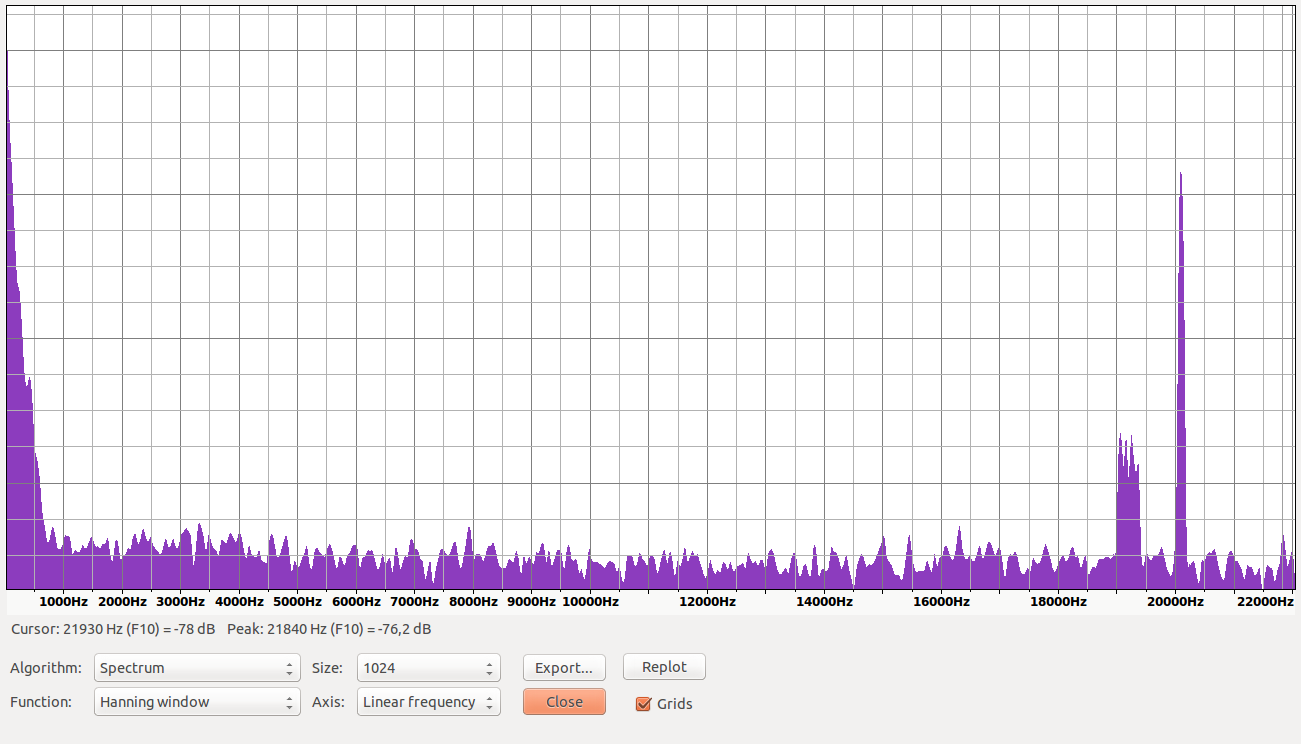 1000Hz 2000Hz 3000Hz 4000Hz 5000Hz 6000Hz 7000Hz 8000Hz 9000Hz 10000Hz 12000Hz 14000Hz 16000Hz 18000Hz 20000Hz 22000Hz
Cursor: 21930 Hz (F10) = -78 dB Peak: 21840 Hz (F10) = -76,2 dB
Algorithm: Spectrum Size: 1024 Export... Replot
Function: Hanning window Axis: Linear frequency Close Grids